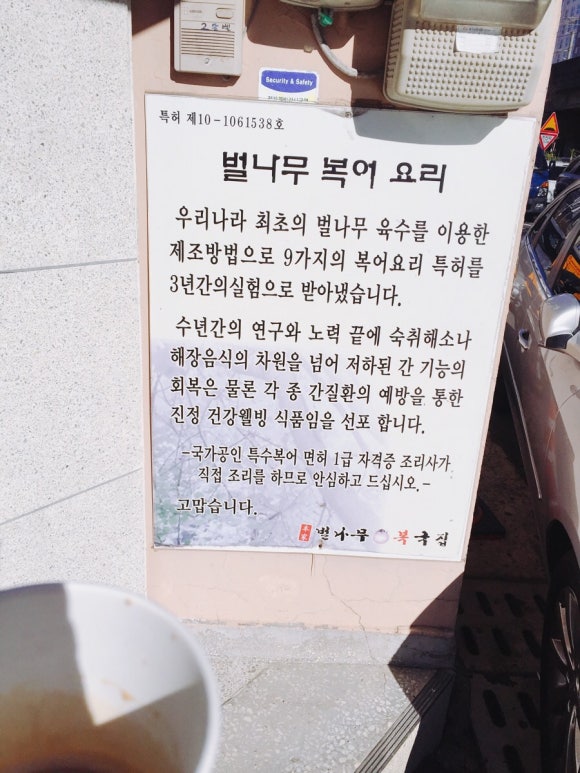 고층벨
Security & Safety
특허 제10-1061538호
벌나무 복어 요리
우리나라 최초의 벌나무 육수를 이용한
제조방법으로 9가지의 복어요리 특허를
3년간의실험으로 받아냈습니다.
수년간의 연구와 노력 끝에 숙취해소나
해장음식의 차원을 넘어 저하된 간 기능의
회복은 물론 각 종 간질환의 예방을 통한
진정 건강웰빙 식품임을 선포 합니다.
-국가공인 특수복어 면허 1급 자격증 조리사가
직접 조리를 하므로 안심하고 드십시오.-
고맙습니다.
벌나무 복국집